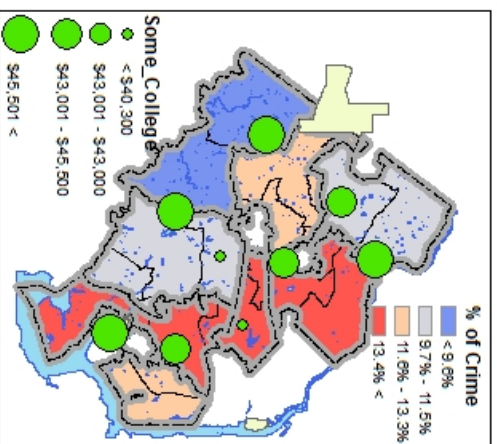 % of Crime
< 9.6%
9.7% - 11.5%
11.6% - 13.3%
13.4% <
Some_College
< $40,300
$43,001 - $43,000
$43,001 - $45,500
$45,501 <